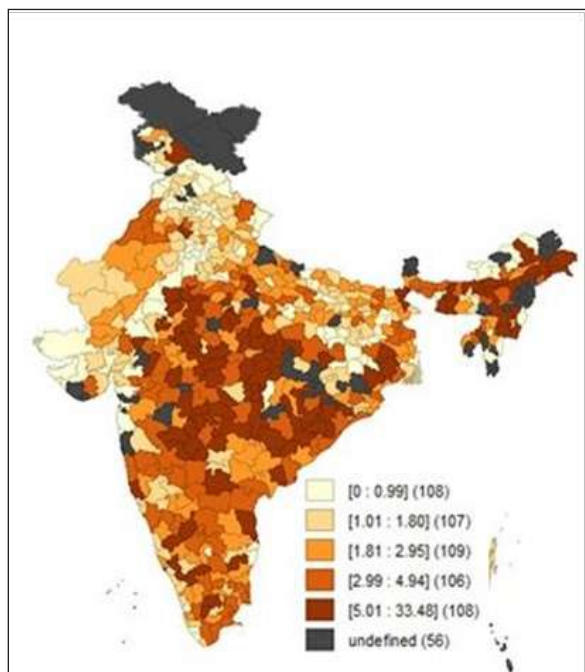 [0 : 0.99] (108)
[1.01 : 1.80] (107)
[1.81 : 2.95] (109)
[2.99 : 4.94] (106)
[5.01 : 33.48] (108)
undefined (56)